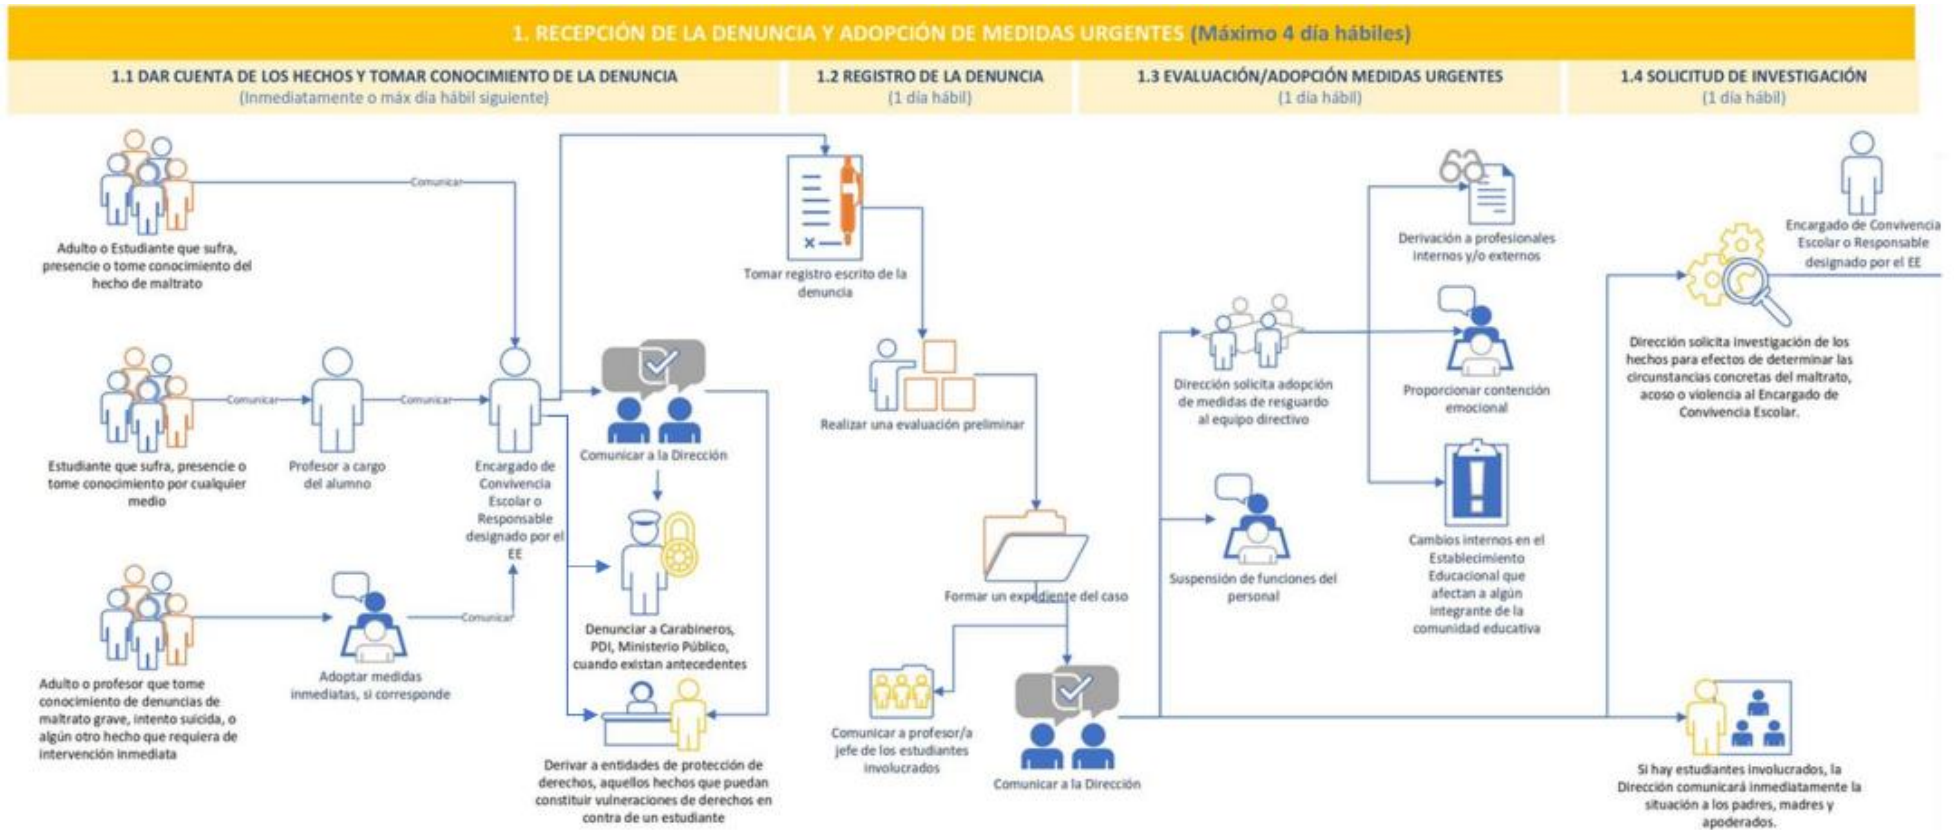 1. RECEPCIÓN DE LA DENUNCIA Y ADOPCIÓN DE MEDIDAS URGENTES (Máximo 4 día hábiles)
1.1 DAR CUENTA DE LOS HECHOS Y TOMAR CONOCIMIENTO DE LA DENUNCIA
(Inmediatamente o máx día hábil siguiente)
1.2 REGISTRO DE LA DENUNCIA
(1 día hábil)
1.3 EVALUACIÓN/ADOPCIÓN MEDIDAS URGENTES
(1 día hábil)
1.4 SOLICITUD DE INVESTIGACIÓN
(1 día hábil)
Comunicar
Adulto o Estudiante que sufra,
presencie o tome conocimiento del
hecho de maltrato
Comunicar
Comunicar
Estudiante que sufra, presencie o
tome conocimiento por cualquier
medio
Profesor a cargo
del alumno
Encargado de
Convivencia
Escolar o
Responsable
designado por el
EE
Comunicar
Adulto o profesor que tome
conocimiento de denuncias de
maltrato grave, intento suicida, o
algún otro hecho que requiera de
intervención inmediata
Adoptar medidas
inmediatas, si corresponde
Comunicar a la Dirección
Denunciar a Carabineros,
PDI, Ministerio Público,
cuando existan antecedentes
Derivar a entidades de protección de
derechos, aquellos hechos que puedan
constituir vulneraciones de derechos en
contra de un estudiante
Tomar registro escrito de la
denuncia
Realizar una evaluación preliminar
Formar un expediente del caso
Comunicar a profesor/a
jefe de los estudiantes
involucrados
Comunicar a la Dirección
Dirección solicita adopción
de medidas de resguardo
al equipo directivo
Suspensión de funciones del
personal
Derivación a profesionales
internos y/o externos
Proporcionar contención
emocional
Cambios internos en el
Establecimiento
Educacional que
afectan a algún
integrante de la
comunidad educativa
Encargado de Convivencia
Escolar o Responsable
designado por el EE
Dirección solicita investigación de los
hechos para efectos de determinar las
circunstancias concretas del maltrato,
acoso o violencia al Encargado de
Convivencia Escolar.
Si hay estudiantes involucrados, la
Dirección comunicará inmediatamente la
situación a los padres, madres y
apoderados.